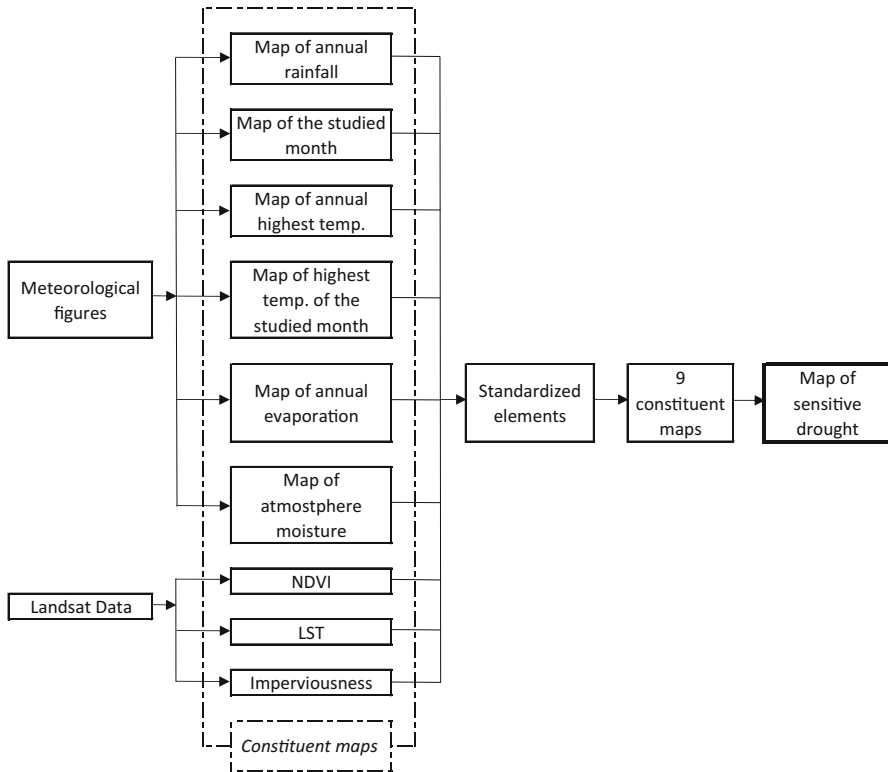 Map of annual
rainfall
Map of the studied
month
Map of annual
highest temp.
Meteorological
figures
Map of highest
temp. of the
studied month
Map of annual
evaporation
Standardized
elements
9
constituent
maps
Map of
sensitive
drought
Map of
atmostphere
moisture
Landsat Data
NDVI
LST
Imperviousness
Constituent maps